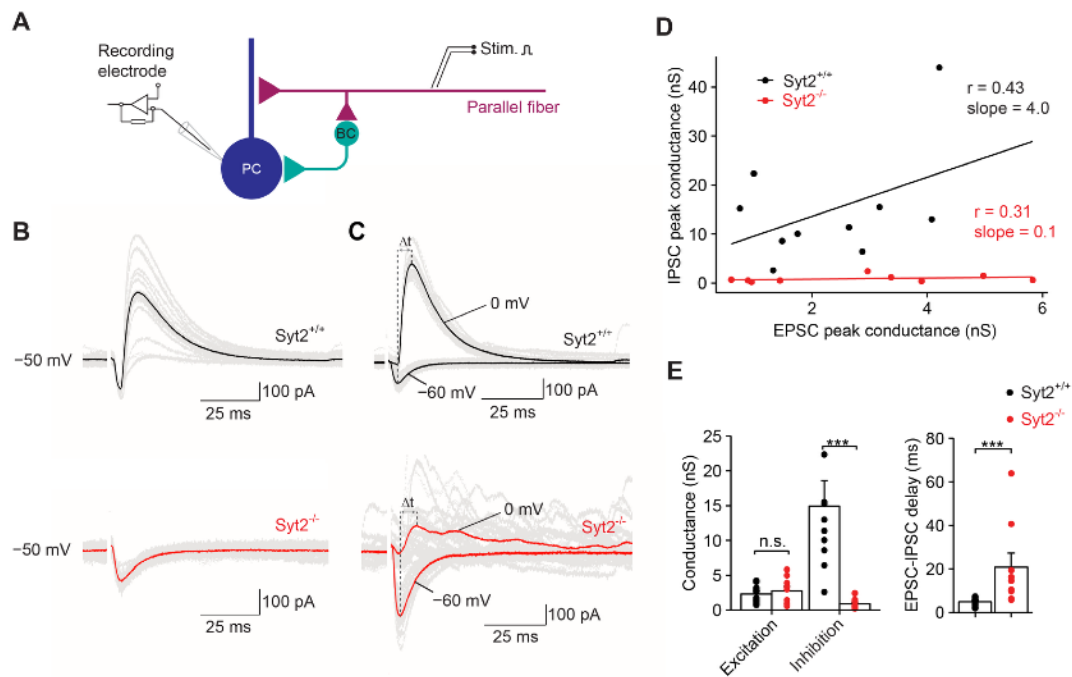 A
Recording
electrode
Stim.
Parallel fiber
BC
PC
B
Syt2+/+
−50 mV
100 pA
25 ms
Syt2-/-
−50 mV
100 pA
25 ms
C
Δt
0 mV
Syt2+/+
−60 mV
100 pA
25 ms
Δt
0 mV
Syt2-/-
−60 mV
100 pA
25 ms
D
IPSC peak conductance (nS)
40
30
20
10
0
Syt2+/+
Syt2-/-
r = 0.43
slope = 4.0
r = 0.31
slope = 0.1
2 4 6
EPSC peak conductance (nS)
E
Syt2+/+
Syt2-/-
Conductance (nS)
25
20
15
10
5
0
n.s.
***
Excitation
Inhibition
EPSC-IPSC delay (ms)
80
60
40
20
0
***